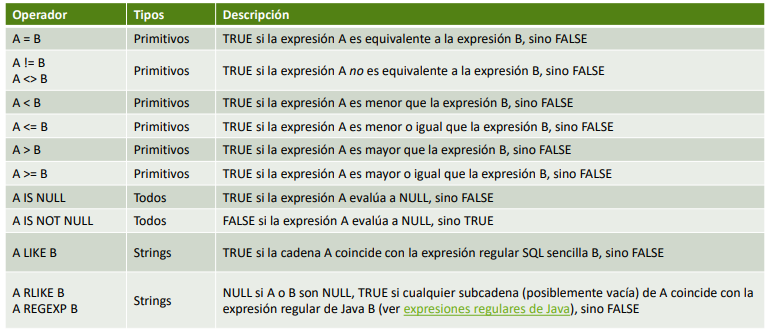 Operador Tipos Descripción
A = B Primitivos TRUE si la expresión A es equivalente a la expresión B, sino FALSE
A != B
A <> B Primitivos TRUE si la expresión A no es equivalente a la expresión B, sino FALSE
A < B Primitivos TRUE si la expresión A es menor que la expresión B, sino FALSE
A <= B Primitivos TRUE si la expresión A es menor o igual que la expresión B, sino FALSE
A > B Primitivos TRUE si la expresión A es mayor que la expresión B, sino FALSE
A >= B Primitivos TRUE si la expresión A es mayor o igual que la expresión B, sino FALSE
A IS NULL Todos TRUE si la expresión A evalúa a NULL, sino FALSE
A IS NOT NULL Todos FALSE si la expresión A evalúa a NULL, sino TRUE
A LIKE B Strings TRUE si la cadena A coincide con la expresión regular SQL sencilla B, sino FALSE
A RLIKE B
A REGEXP B Strings NULL si A o B son NULL, TRUE si cualquier subcadena (posiblemente vacía) de A coincide con la
expresión regular de Java B (ver expresiones regulares de Java), sino FALSE